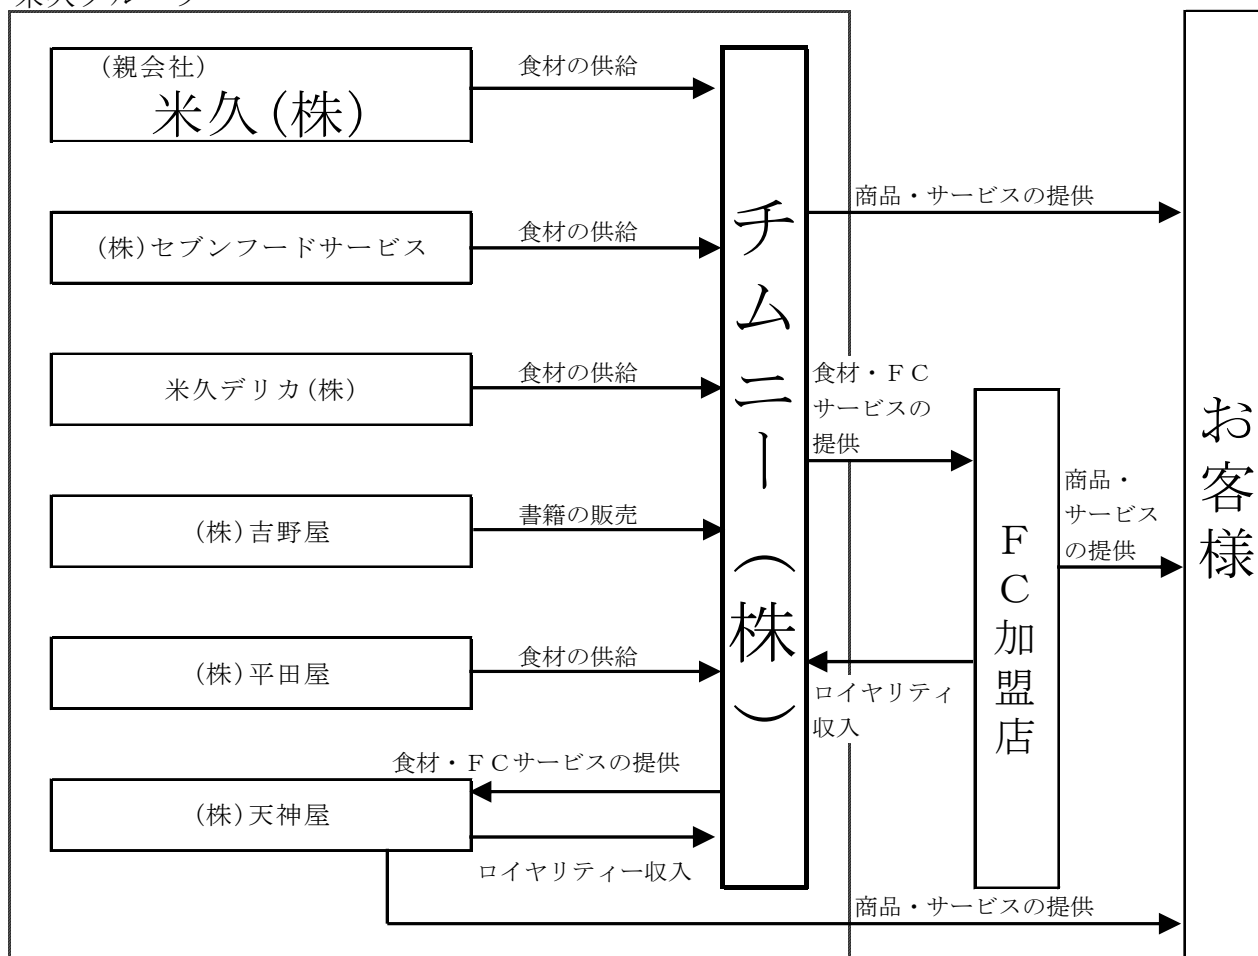 米久グループ
(親会社)
米久(株)
食材の供給
(株)セブンフードサービス
食材の供給
米久デリカ(株)
食材の供給
(株)吉野屋
書籍の販売
(株)平田屋
食材の供給
食材・ＦＣサービスの提供
(株)天神屋
ロイヤリティー収入
チムニー(株)
商品・サービスの提供
食材・ＦＣ
サービスの
提供
ロイヤリティ
収入
ＦＣ加盟店
商品・
サービス
の提供
商品・サービスの提供
お客様